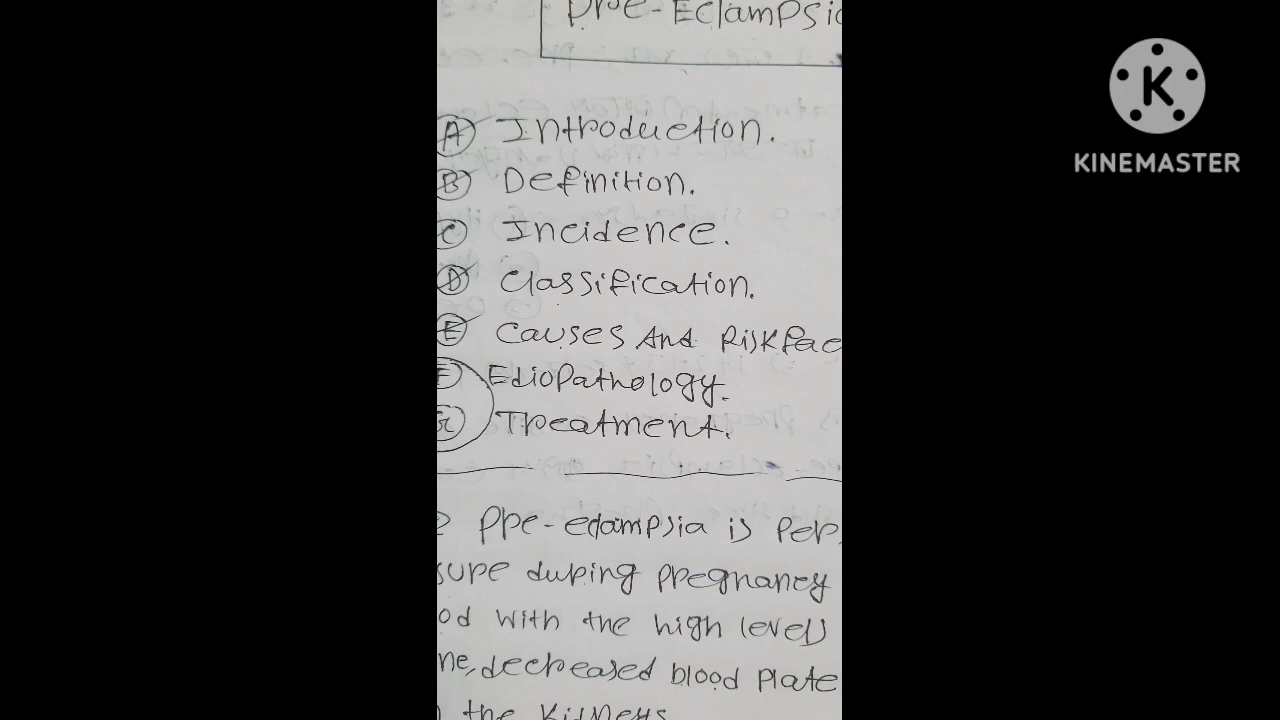 Pre-Eclampsia
A Introduction.
B Definition.
C Incidence.
D Classification.
E Causes And Riskfac
F Ediopathology.
G Treatment.
Pre-eclampsia is Per
sure during pregnancy
od with the high level)
ne, decreased blood Plate
the Kidneys
K
KINEMASTER